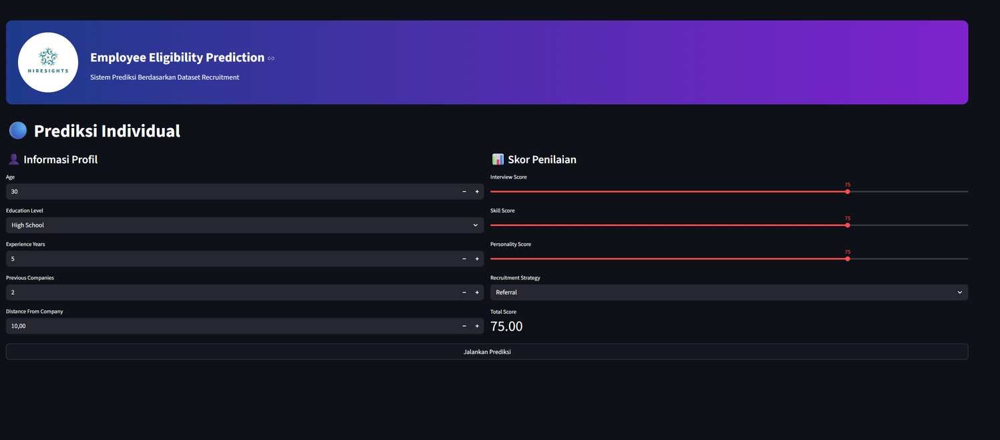 HIRESIGHTS
Employee Eligibility Prediction
Sistem Prediksi Berdasarkan Dataset Recruitment
Prediksi Individual
Informasi Profil
Age
30
Education Level
High School
Experience Years
5
Previous Companies
2
Distance From Company
10,00
Skor Penilaian
Interview Score
75
Skill Score
75
Personality Score
75
Recruitment Strategy
Referral
Total Score
75.00
Jalankan Prediksi